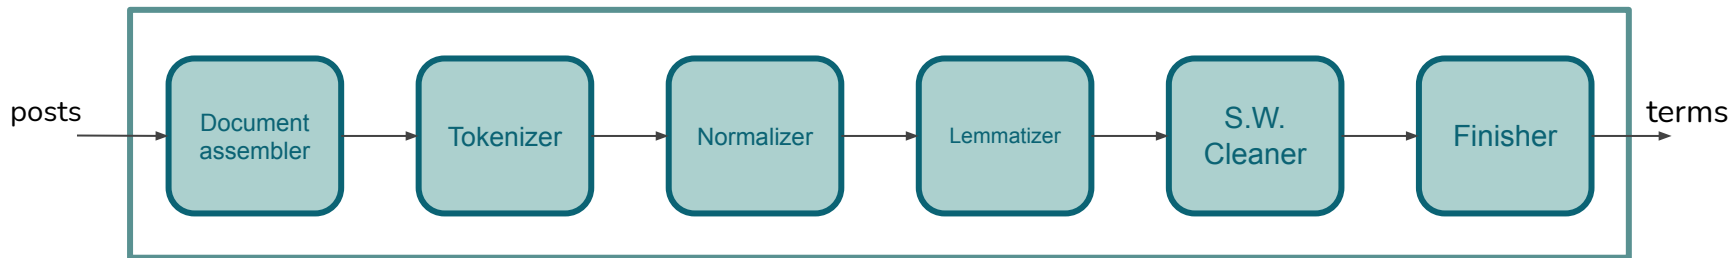 posts
Document
assembler
Tokenizer
Normalizer
Lemmatizer
S.W.
Cleaner
Finisher
terms